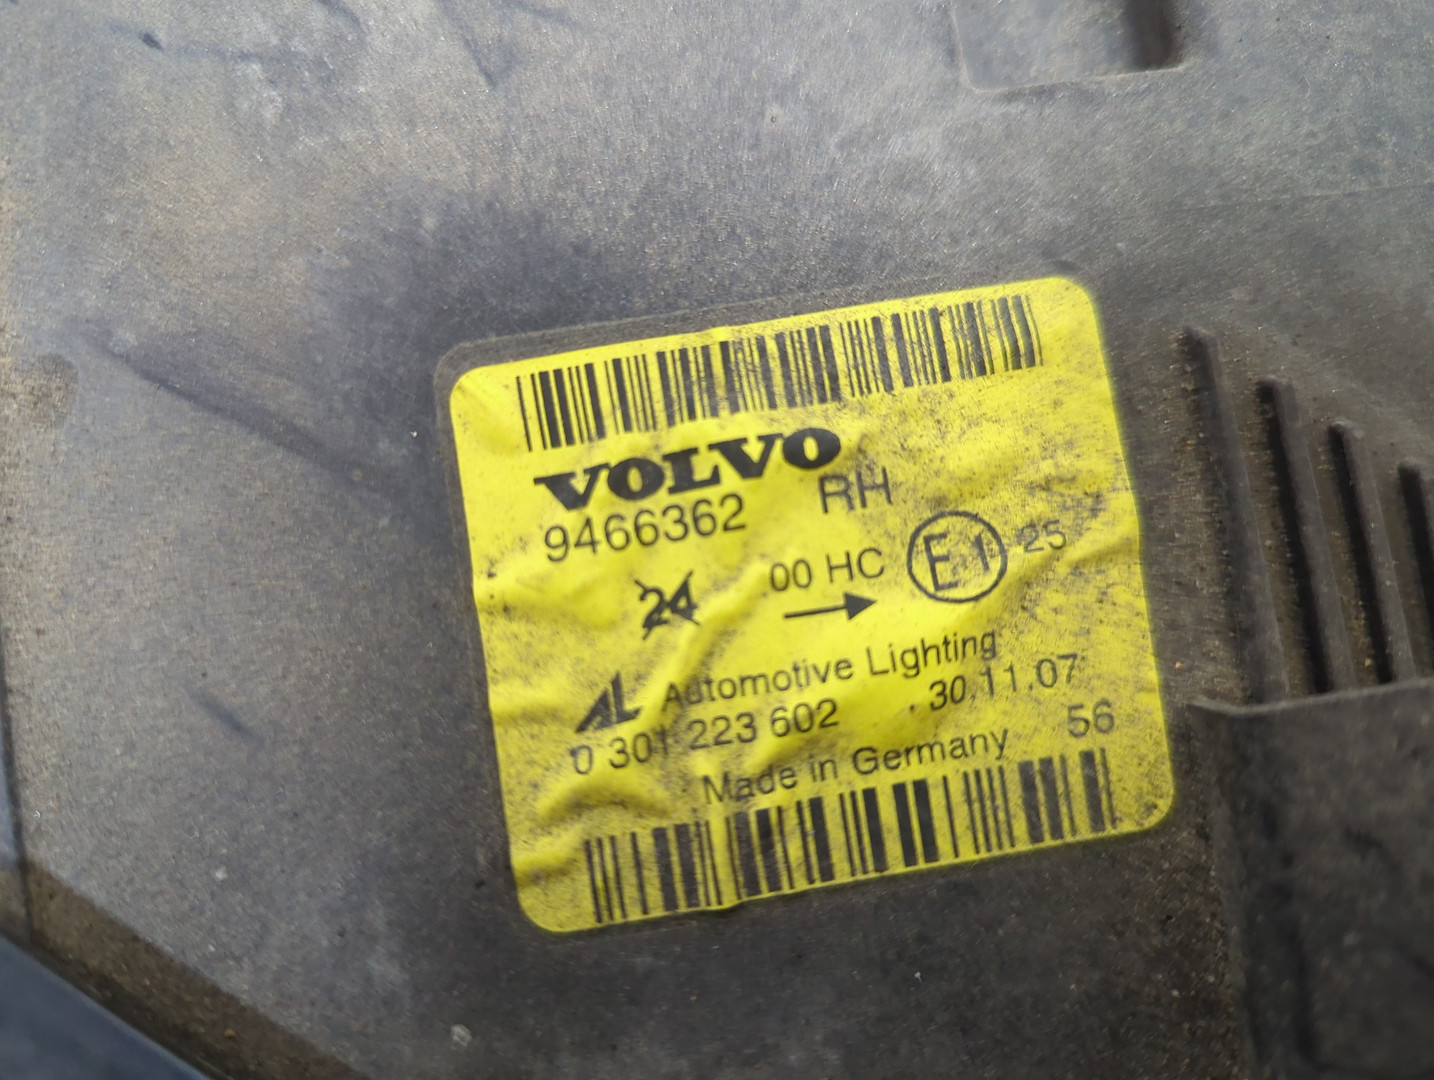 VOLVO
9466362 RH
24 00 HC E1 25
AL Automotive Lighting
0 301 223 602 . 30.11.07
Made in Germany 56